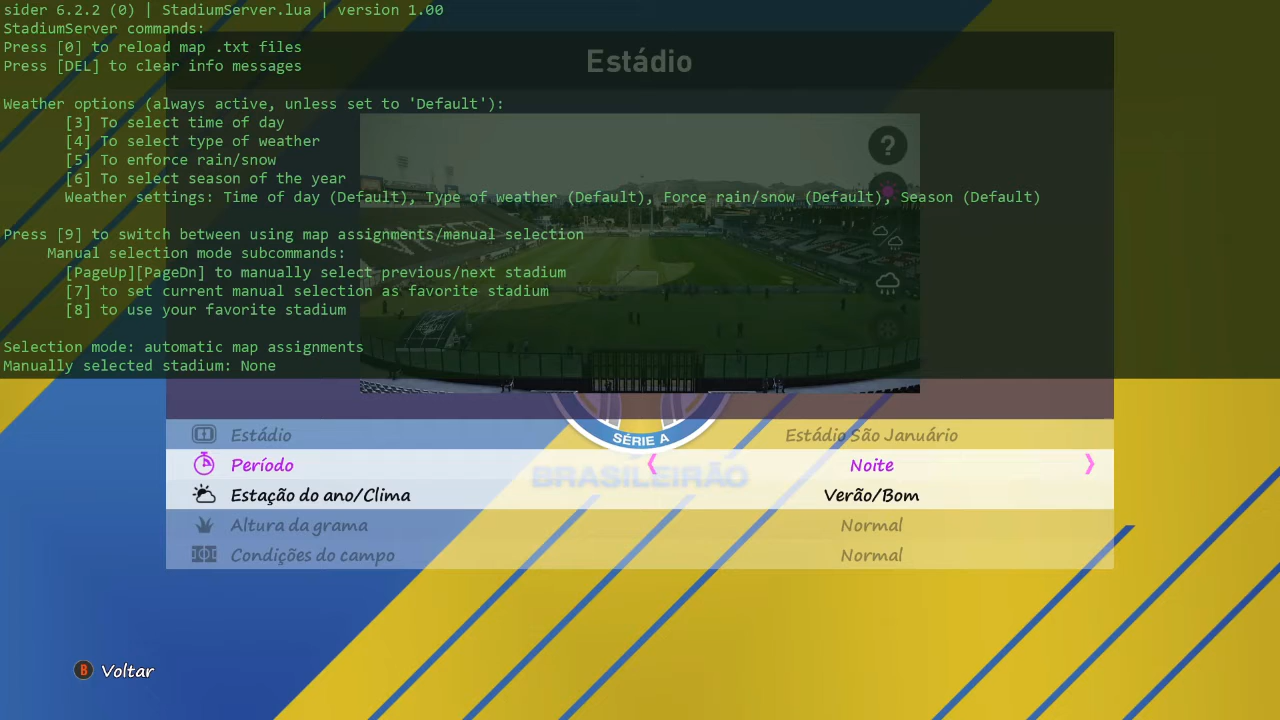 sider 6.2.2 (0) | StadiumServer.lua | version 1.00
StadiumServer commands:
Press [0] to reload map .txt files
Press [DEL] to clear info messages
Estádio
Weather options (always active, unless set to 'Default'):
[3] To select time of day
[4] To select type of weather
[5] To enforce rain/snow
[6] To select season of the year
Weather settings: Time of day (Default), Type of weather (Default), Force rain/snow (Default), Season (Default)
Press [9] to switch between using map assignments/manual selection
Manual selection mode subcommands:
[PageUp][PageDn] to manually select previous/next stadium
[7] to set current manual selection as favorite stadium
[8] to use your favorite stadium
Selection mode: automatic map assignments
Manually selected stadium: None
?
SÉRIE A
BRASILEIRÃO
Estádio Estádio São Januário
Período Noite
Estação do ano/Clima Verão/Bom
Altura da grama Normal
Condições do campo Normal
B Voltar